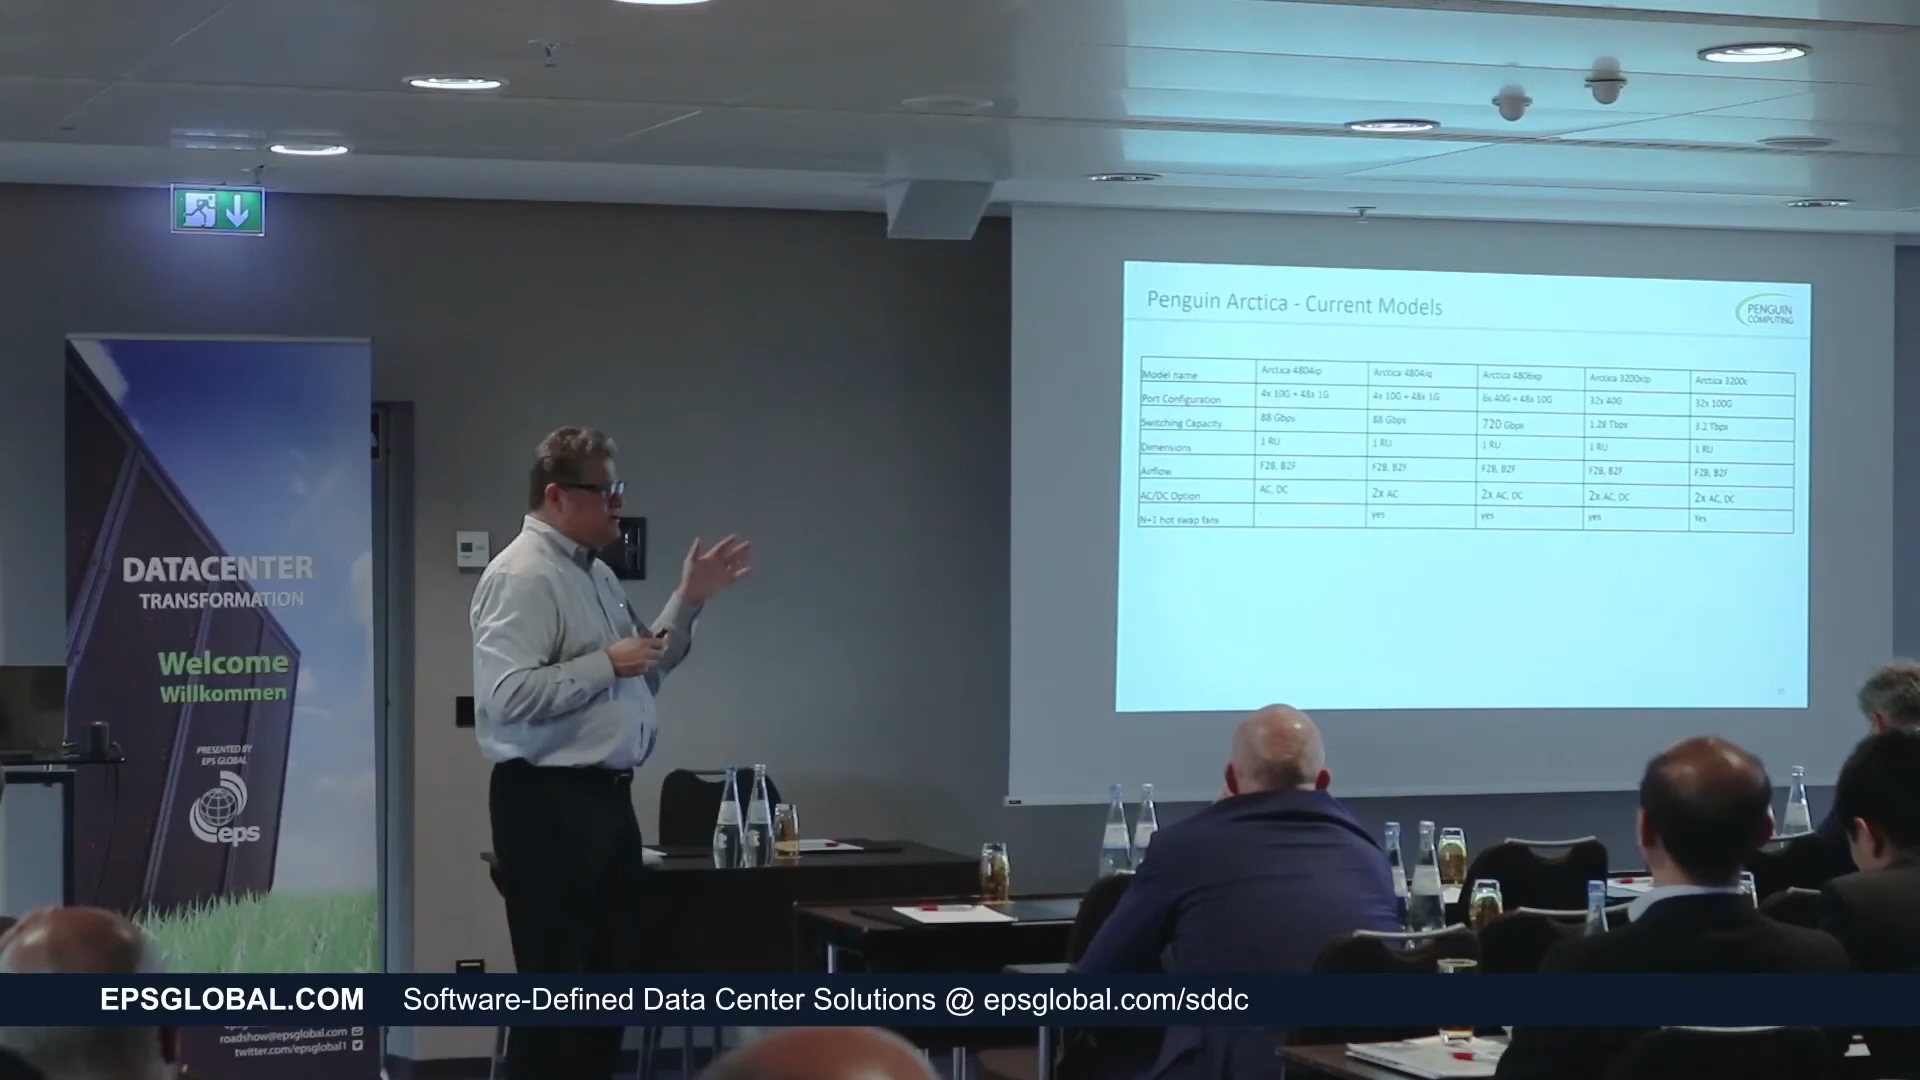 Penguin Arctica - Current Models
PENGUIN
COMPUTING
Model name Arctica 4804ip Arctica 4804iq Arctica 4806xp Arctica 3200xlp Arctica 3200c
Port Configuration 4x 10G + 48x 1G 4x 10G + 48x 1G 6x 40G + 48x 10G 32x 40G 32x 100G
Switching Capacity 88 Gbps 88 Gbps 720 Gbps 1.28 Tbps 3.2 Tbps
Dimensions 1 RU 1 RU 1 RU 1 RU 1 RU
Airflow F2B, B2F F2B, B2F F2B, B2F F2B, B2F F2B, B2F
AC/DC Option AC, DC 2x AC 2x AC, DC 2x AC, DC 2x AC, DC
N+1 hot swap fans - yes yes yes Yes
DATACENTER
TRANSFORMATION
Welcome
Willkommen
PRESENTED BY
EPS GLOBAL
eps
EPSGLOBAL.COM Software-Defined Data Center Solutions @ epsglobal.com/sddc
roadshow@epsglobal.com
twitter.com/epsglobal1